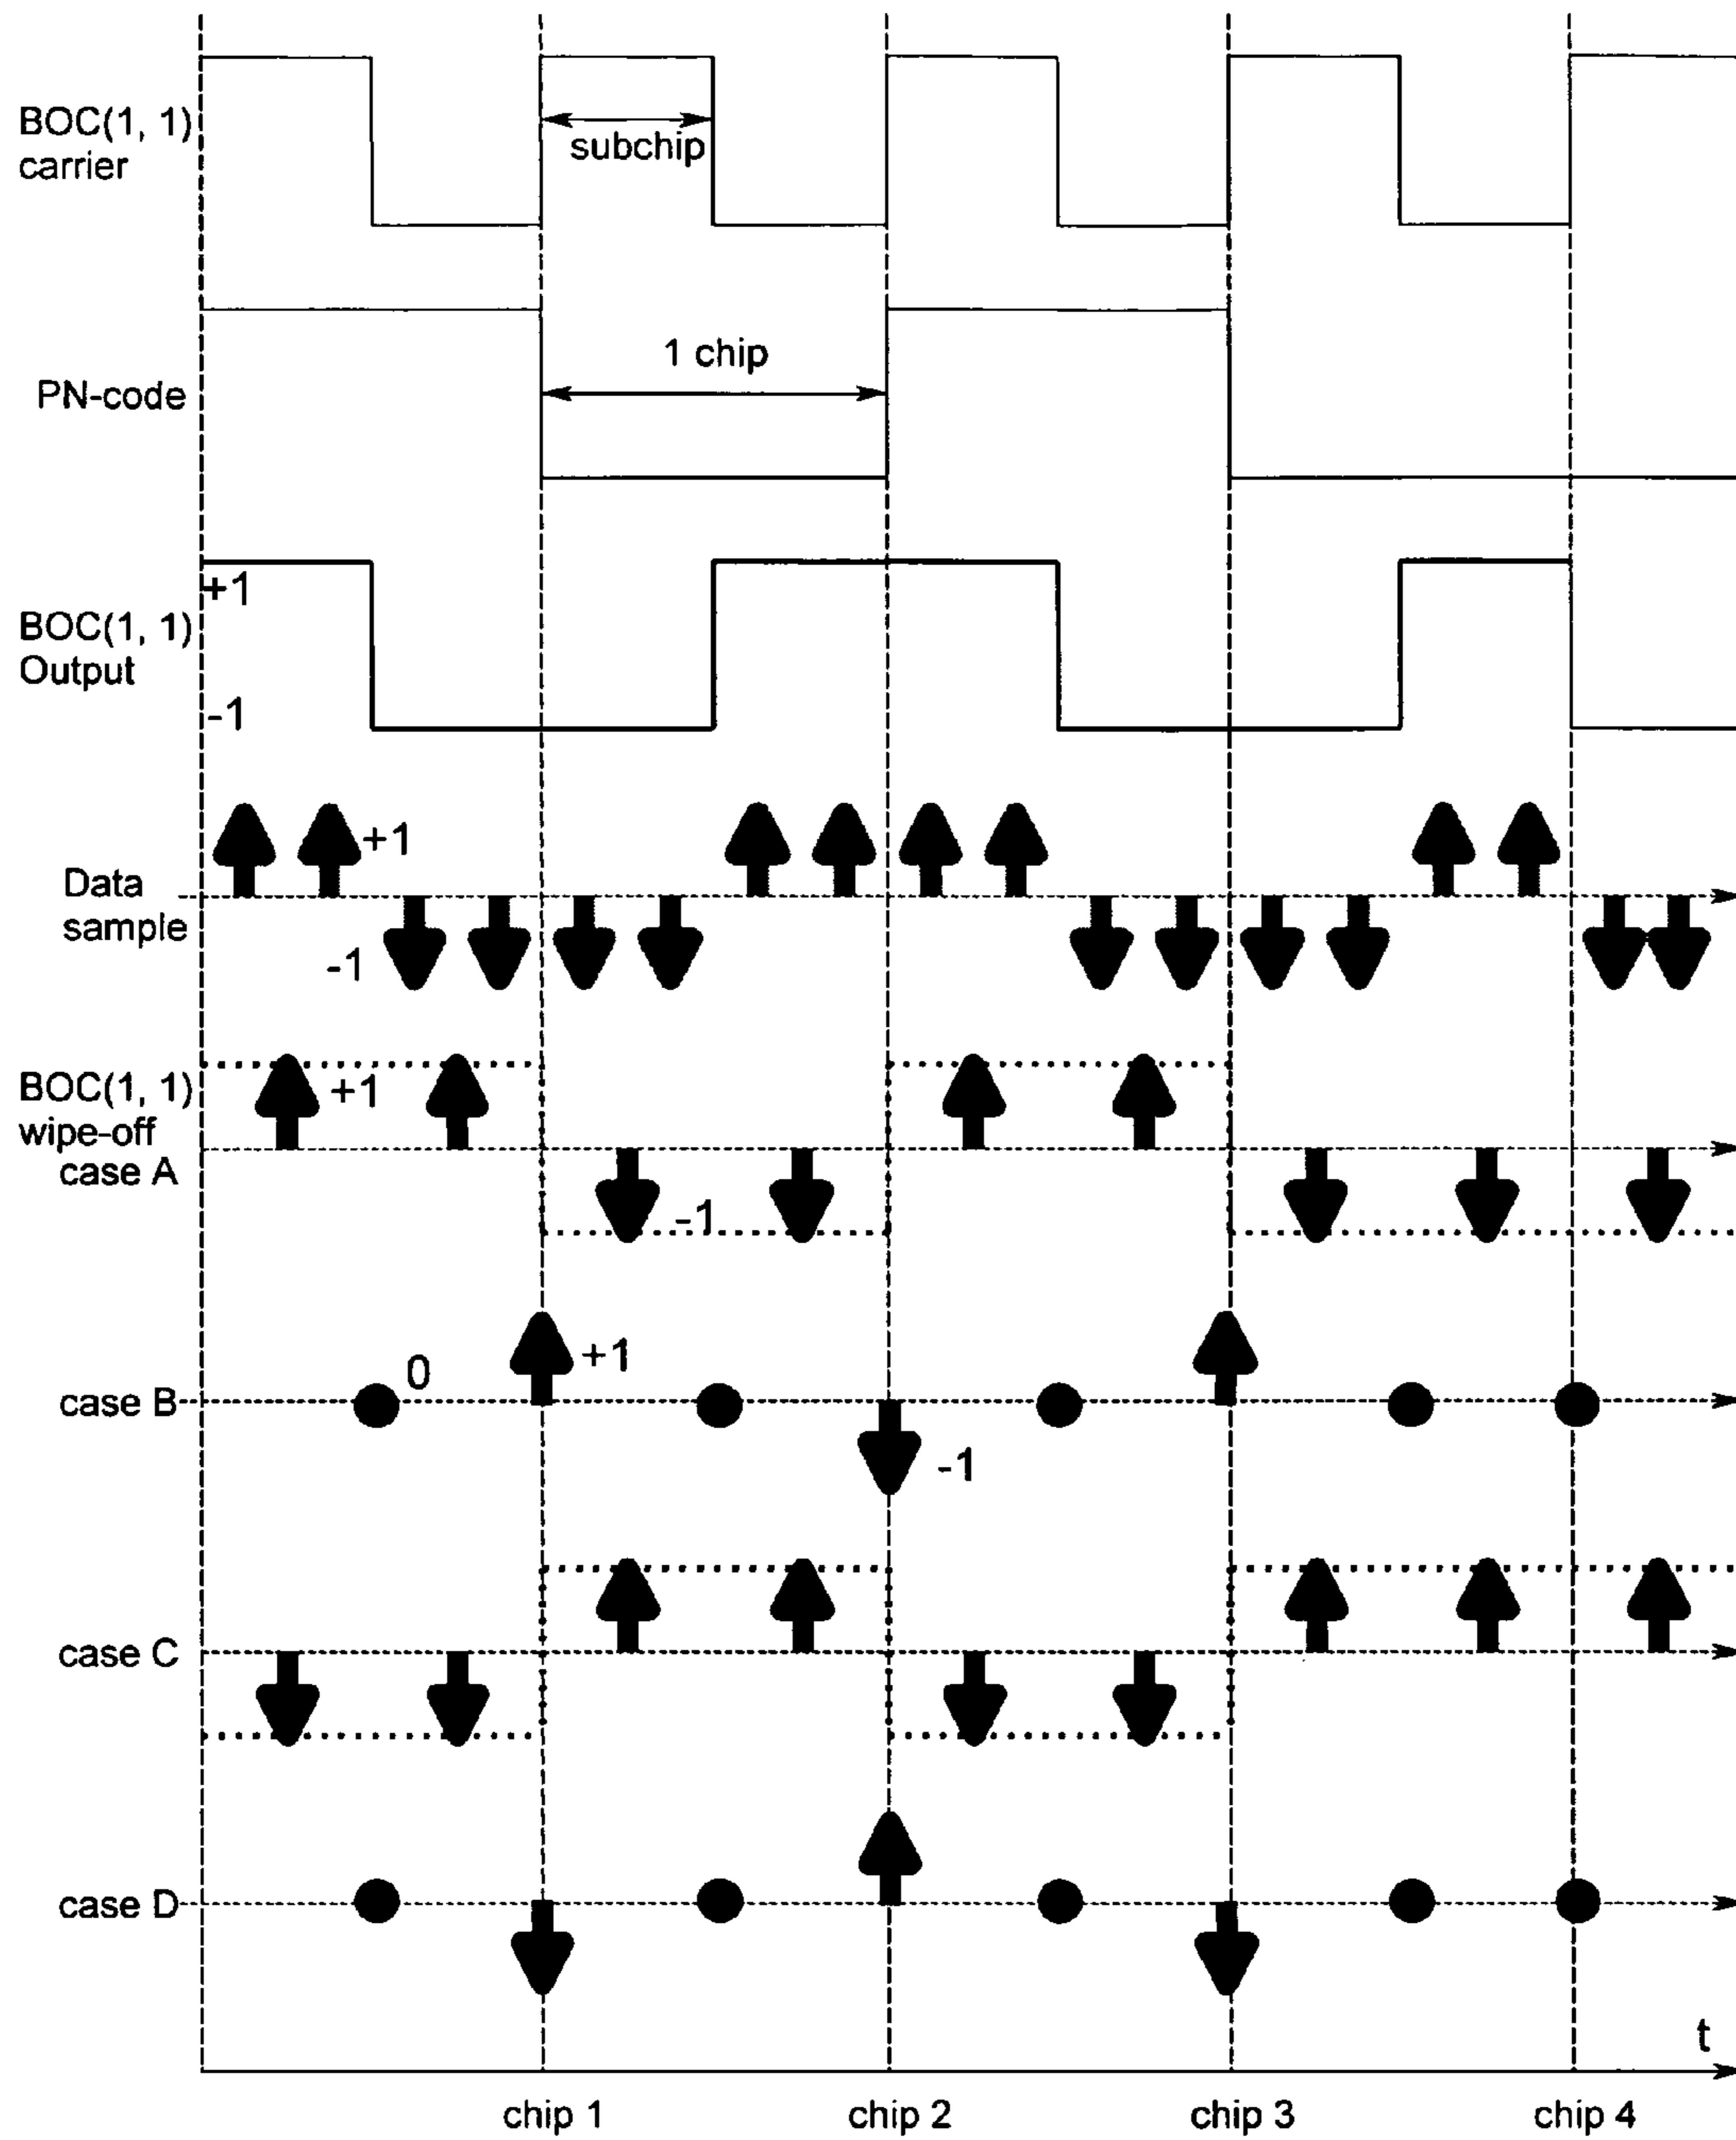 BOC(1, 1)
carrier
subchip
1 chip
PN-code
+1
BOC(1, 1)
Output
-1
+1
Data
sample
-1
BOC(1, 1)
+1
wipe-off
case A
-1
0
+1
case B
-1
case C
case D
t
chip 1
chip 2
chip 3
chip 4